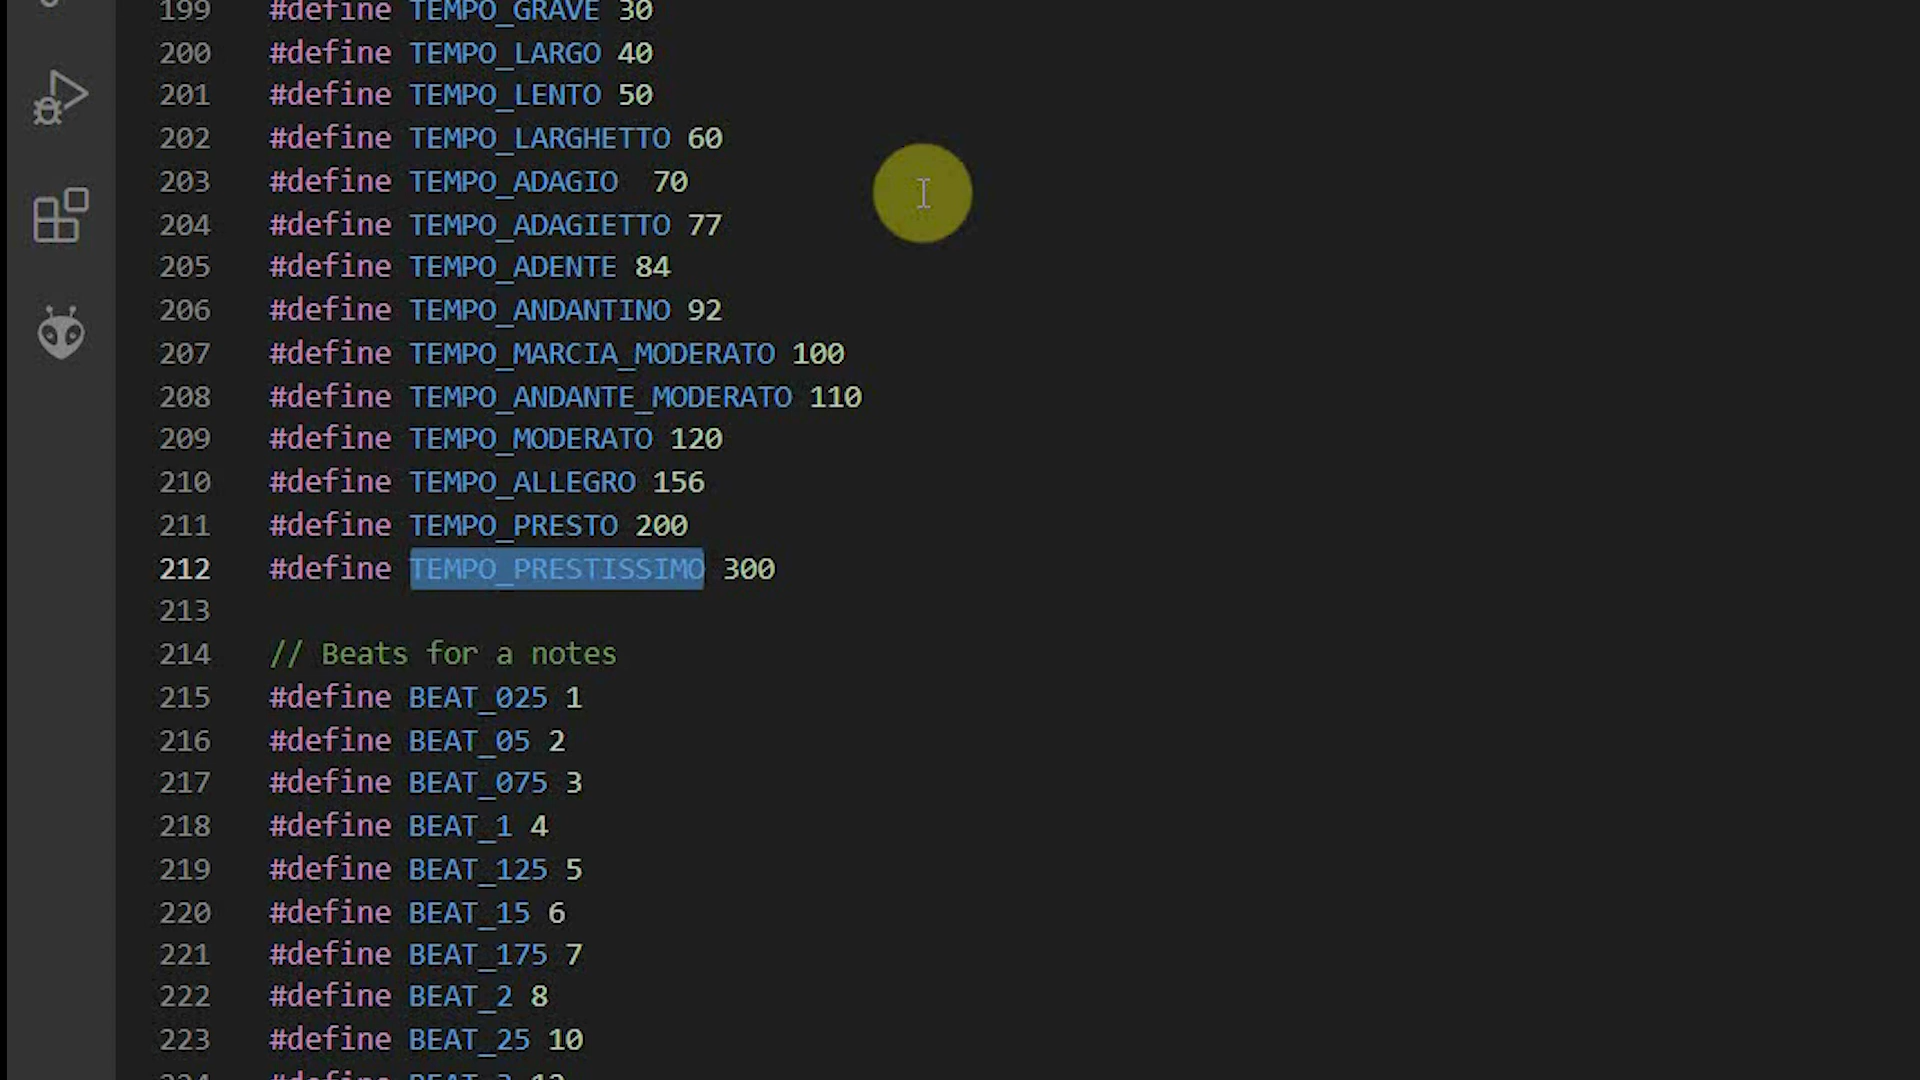 199 #define TEMPO_GRAVE 30
200 #define TEMPO_LARGO 40
201 #define TEMPO_LENTO 50
202 #define TEMPO_LARGHETTO 60
203 #define TEMPO_ADAGIO  70
204 #define TEMPO_ADAGIETTO 77
205 #define TEMPO_ADENTE 84
206 #define TEMPO_ANDANTINO 92
207 #define TEMPO_MARCIA_MODERATO 100
208 #define TEMPO_ANDANTE_MODERATO 110
209 #define TEMPO_MODERATO 120
210 #define TEMPO_ALLEGRO 156
211 #define TEMPO_PRESTO 200
212 #define TEMPO_PRESTISSIMO 300
213
214 // Beats for a notes
215 #define BEAT_025 1
216 #define BEAT_05 2
217 #define BEAT_075 3
218 #define BEAT_1 4
219 #define BEAT_125 5
220 #define BEAT_15 6
221 #define BEAT_175 7
222 #define BEAT_2 8
223 #define BEAT_25 10
224 #define BEAT_3 12